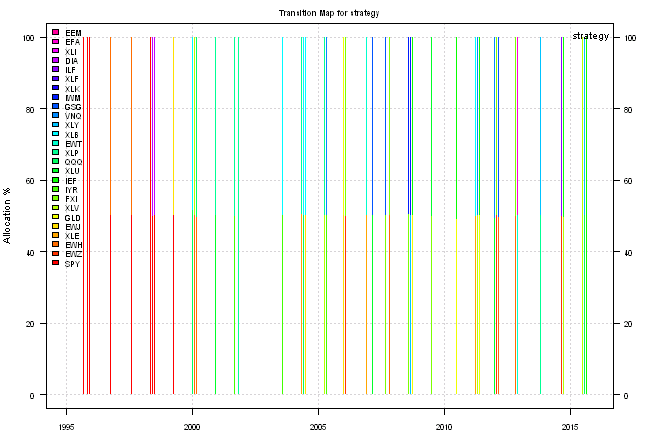 Transition Map for strategy
strategy
Allocation %
100
80
60
40
20
0
100
80
60
40
20
0
EEM
EFA
XLI
DIA
ILF
XLF
XLK
IWM
GSG
VNQ
XLY
XLB
EWT
XLP
QQQ
XLU
IEF
IYR
FXI
XLV
GLD
EWJ
XLE
EWH
EWZ
SPY
1995
2000
2005
2010
2015